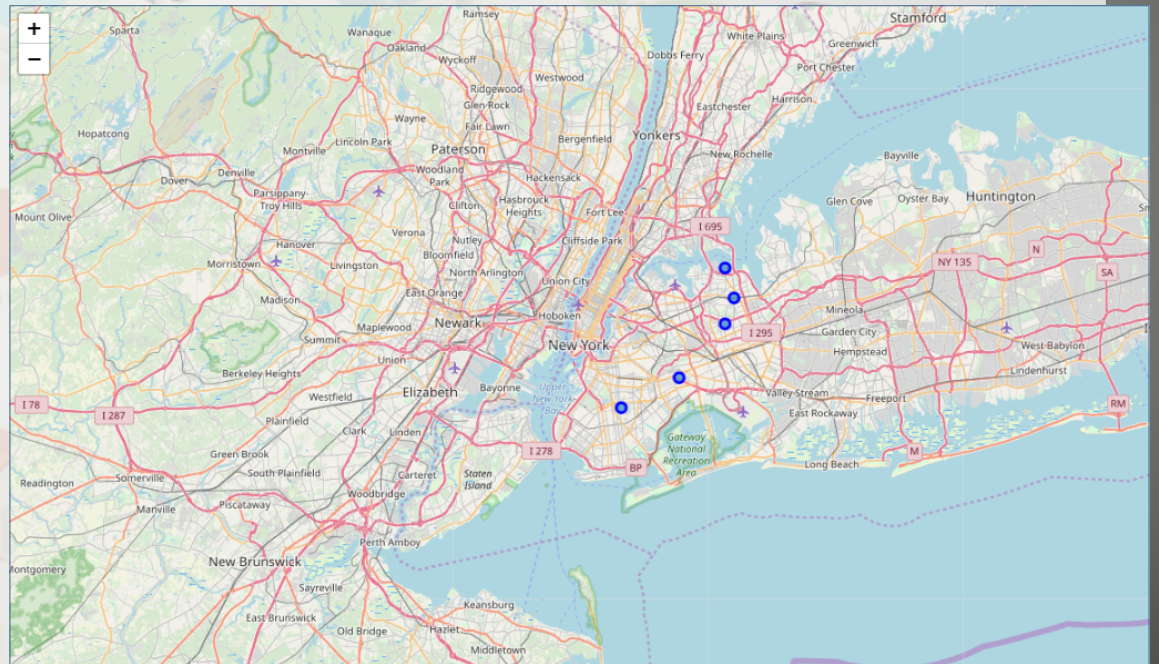 +
−
Ramsey
Stamford
Sparta
Wanaque
White Plains
Greenwich
Oakland
Dobbs Ferry
Wyckoff
Port Chester
Westwood
Ridgewood
Harrison
Glen Rock
Eastchester
Wayne
Fair Lawn
Hopatcong
Yonkers
Bergenfield
Lincoln Park
Paterson
Montville
New Rochelle
Bayville
Woodland
Park
Denville
Dover
Hackensack
Parsippany-
Troy Hills
Hasbrouck
Heights
Huntington
Oyster Bay
Glen Cove
Clifton
Fort Lee
Mount Olive
I 695
Verona
Nutley
Cliffside Park
Hanover
N
Bloomfield
Morristown
Livingston
NY 135
North Arlington
SA
Union City
East Orange
Madison
Mineola
Hoboken
Newark
Maplewood
I 295
Garden City
Summit
New York
West Babylon
Hempstead
Union
Berkeley Heights
Lindenhurst
Bayonne
Upper
New York
Bay
Elizabeth
Valley Stream
Westfield
Freeport
I 78
I 287
RM
East Rockaway
Plainfield
Clark
Linden
Gateway
National
Recreation
Area
I 278
M
Green Brook
Long Beach
BP
South Plainfield
Carteret
Staten
Island
Somerville
Readington
Woodbridge
Manville
Piscataway
Perth Amboy
New Brunswick
Montgomery
Sayreville
Keansburg
East Brunswick
Old Bridge
Hazlet
Middletown